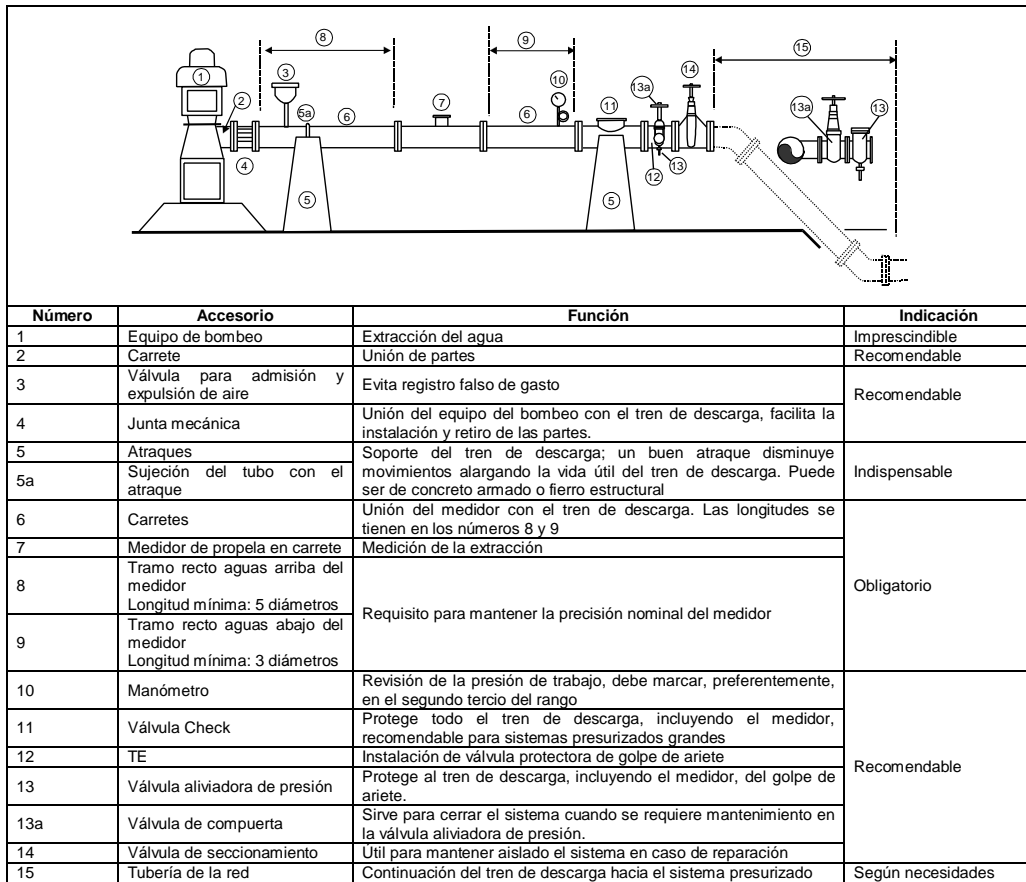 8
9
15
1
3
10
14
13a
2
5a
6
7
6
11
13a
13
4
12
13
5
5
Número Accesorio Función Indicación
1 Equipo de bombeo Extracción del agua Imprescindible
2 Carrete Unión de partes Recomendable
3 Válvula para admisión y
expulsión de aire
Evita registro falso de gasto
Recomendable
4 Junta mecánica
Unión del equipo del bombeo con el tren de descarga, facilita la
instalación y retiro de las partes.
5 Atraques
Soporte del tren de descarga; un buen atraque disminuye
movimientos alargando la vida útil del tren de descarga. Puede
ser de concreto armado o fierro estructural
Indispensable
5a Sujeción del tubo con el
atraque
6 Carretes
Unión del medidor con el tren de descarga. Las longitudes se
tienen en los números 8 y 9
Obligatorio
7 Medidor de propela en carrete Medición de la extracción
8 Tramo recto aguas arriba del
medidor
Longitud mínima: 5 diámetros
Requisito para mantener la precisión nominal del medidor
9 Tramo recto aguas abajo del
medidor
Longitud mínima: 3 diámetros
10 Manómetro
Revisión de la presión de trabajo, debe marcar, preferentemente,
en el segundo tercio del rango
Recomendable
11 Válvula Check
Protege todo el tren de descarga, incluyendo el medidor,
recomendable para sistemas presurizados grandes
12 TE Instalación de válvula protectora de golpe de ariete
13 Válvula aliviadora de presión
Protege al tren de descarga, incluyendo el medidor, del golpe de
ariete.
13a Válvula de compuerta
Sirve para cerrar el sistema cuando se requiere mantenimiento en
la válvula aliviadora de presión.
14 Válvula de seccionamiento Útil para mantener aislado el sistema en caso de reparación
15 Tubería de la red Continuación del tren de descarga hacia el sistema presurizado Según necesidades